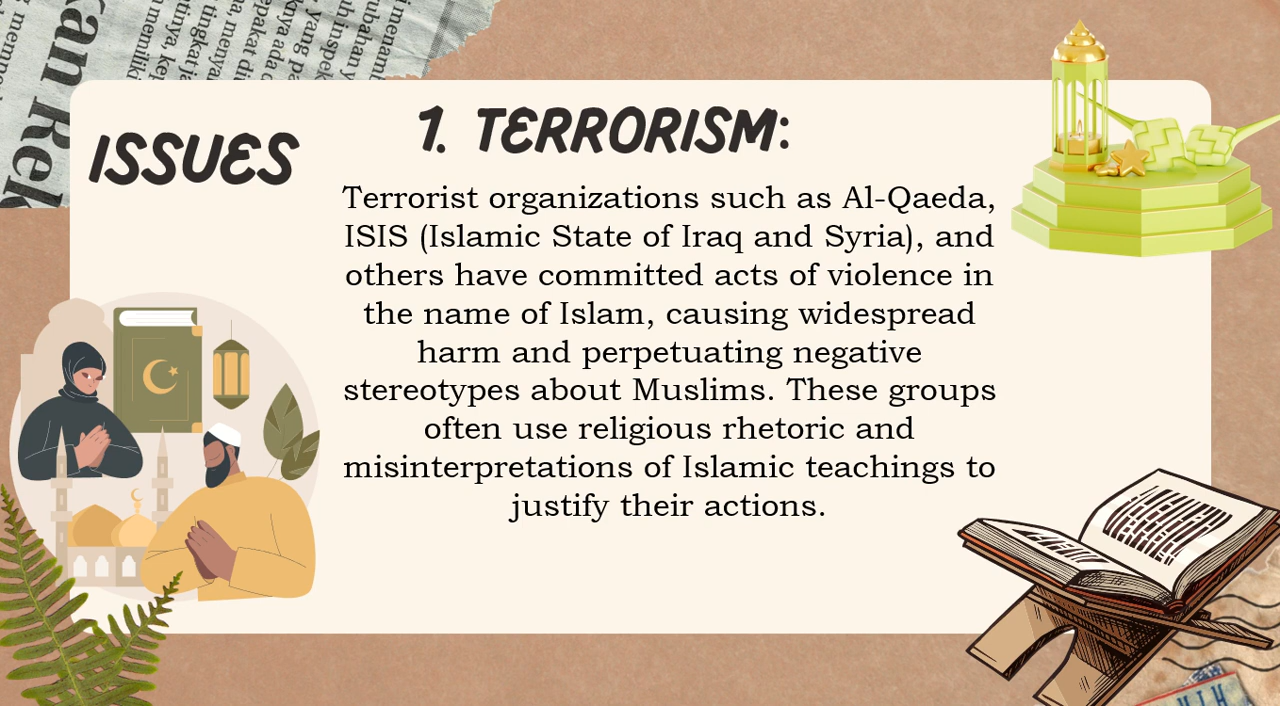 ISSUES
1. TERRORISM:
Terrorist organizations such as Al-Qaeda,
ISIS (Islamic State of Iraq and Syria), and
others have committed acts of violence in
the name of Islam, causing widespread
harm and perpetuating negative
stereotypes about Muslims. These groups
often use religious rhetoric and
misinterpretations of Islamic teachings to
justify their actions.